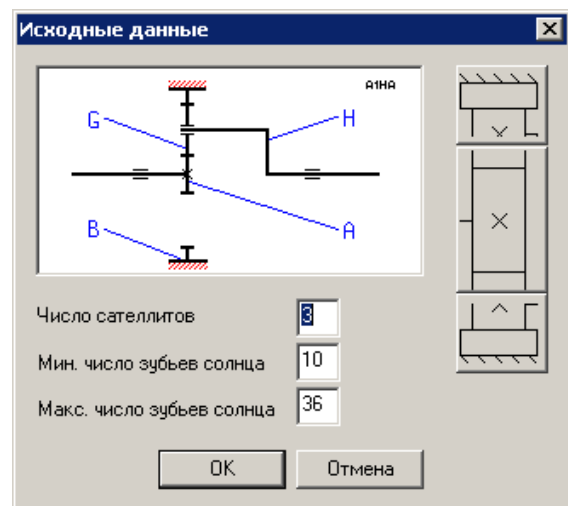 Исходные данные
A1HA
G
H
B
A
Число сателлитов 3
Мин. число зубьев солнца 10
Макс. число зубьев солнца 36
OK Отмена